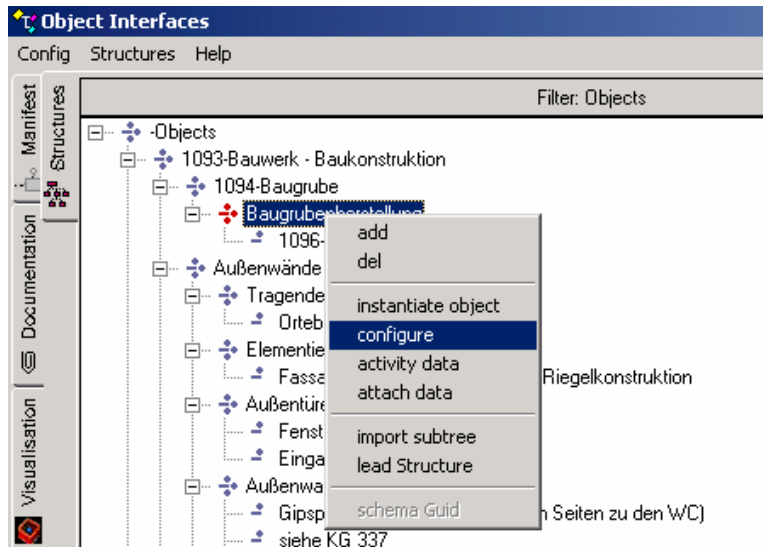 Object Interfaces
Config Structures Help
Manifest
Structures
Documentation
Visualisation
Filter: Objects
-Objects
1093-Bauwerk - Baukonstruktion
1094-Baugrube
Baugrubenherstellung
1096-
Außenwände
Tragende
Orteb
Elementie
Fassa Riegelkonstruktion
Außentüre
Fenst
Einga
Außenwa
Gipsp n Seiten zu den WC)
siehe KG 337
add
del
instantiate object
configure
activity data
attach data
import subtree
lead Structure
schema Guid